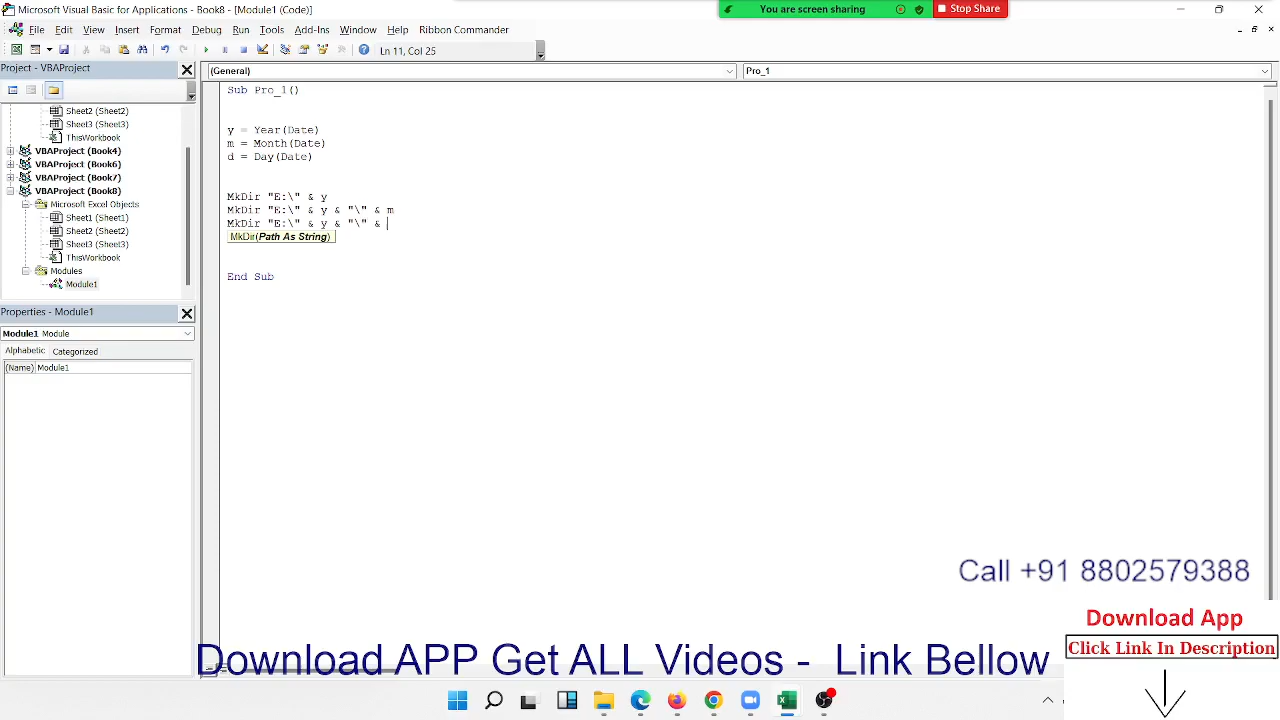 Microsoft Visual Basic for Applications - Book8 - [Module1 (Code)]
You are screen sharing
Stop Share
File Edit View Insert Format Debug Run Tools Add-Ins Window Help Ribbon Commander
Ln 11, Col 25
Project - VBAProject
(General)
Pro_1
Sheet2 (Sheet2)
Sheet3 (Sheet3)
ThisWorkbook
VBAProject (Book4)
VBAProject (Book6)
VBAProject (Book7)
VBAProject (Book8)
Microsoft Excel Objects
Sheet1 (Sheet1)
Sheet2 (Sheet2)
Sheet3 (Sheet3)
ThisWorkbook
Modules
Module1
Properties - Module1
Module1 Module
Alphabetic Categorized
(Name) Module1
Sub Pro_1()
y = Year(Date)
m = Month(Date)
d = Day(Date)
MkDir "E:\" & y
MkDir "E:\" & y & "\" & m
MkDir "E:\" & y & "\" &
MkDir(Path As String)
End Sub
Call +91 8802579388
Download App
Click Link In Description
Download APP Get ALL Videos - Link Bellow